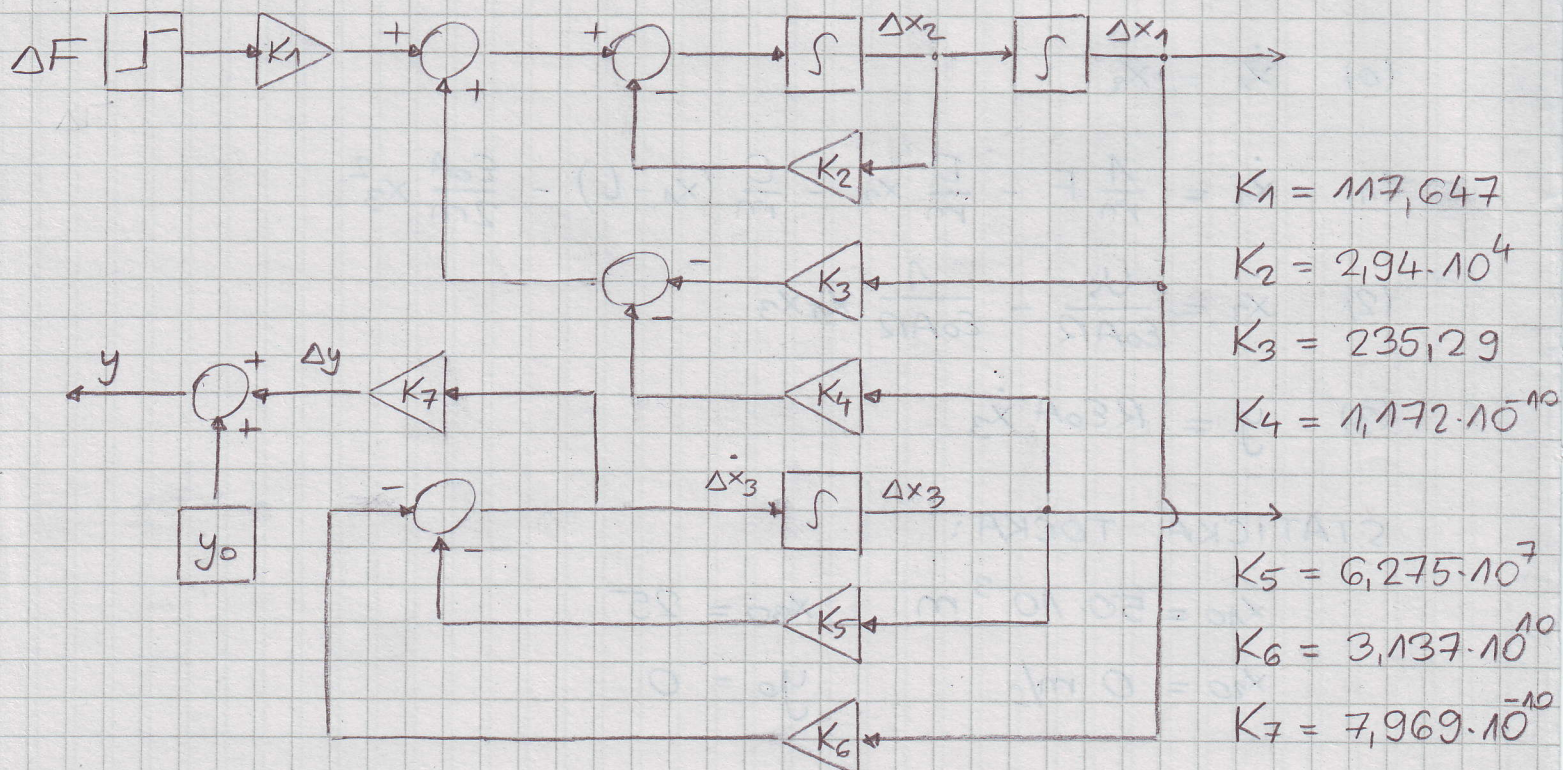 ΔF
K1
+
+
+
-
∫
Δx2
∫
Δx1
K2
K1 = 117,647
K2 = 2,94·10^4
K3 = 235,29
K4 = 1,172·10^-10
-
K3
-
K4
y
+
Δy
K7
+
y0
-
-
Δẋ3
∫
Δx3
K5
K6
K5 = 6,275·10^7
K6 = 3,137·10^10
K7 = 7,969·10^-10